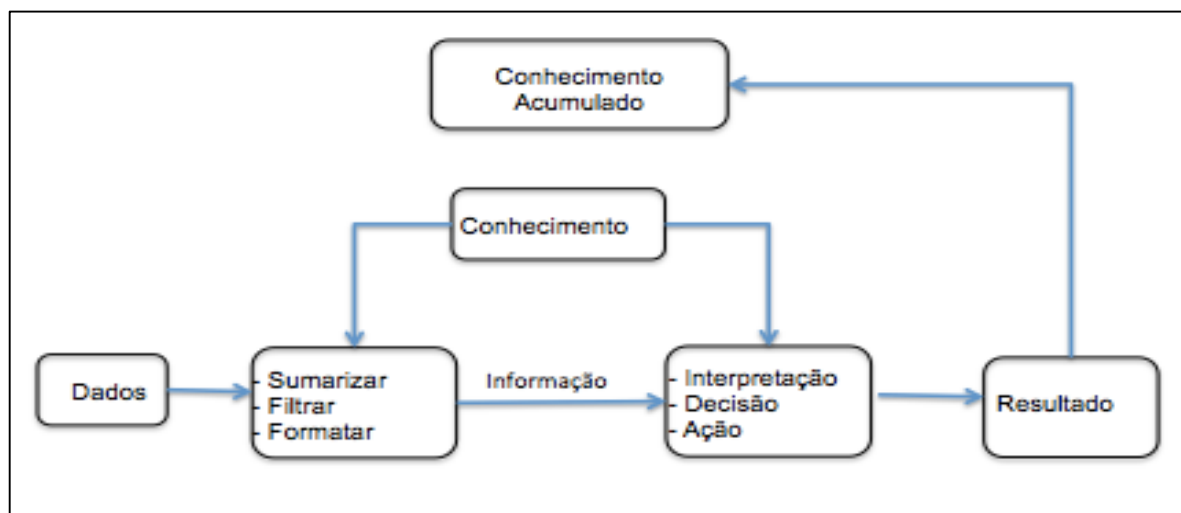 Conhecimento
Acumulado
Conhecimento
Dados
- Sumarizar
- Filtrar
- Formatar
Informação
- Interpretação
- Decisão
- Ação
Resultado